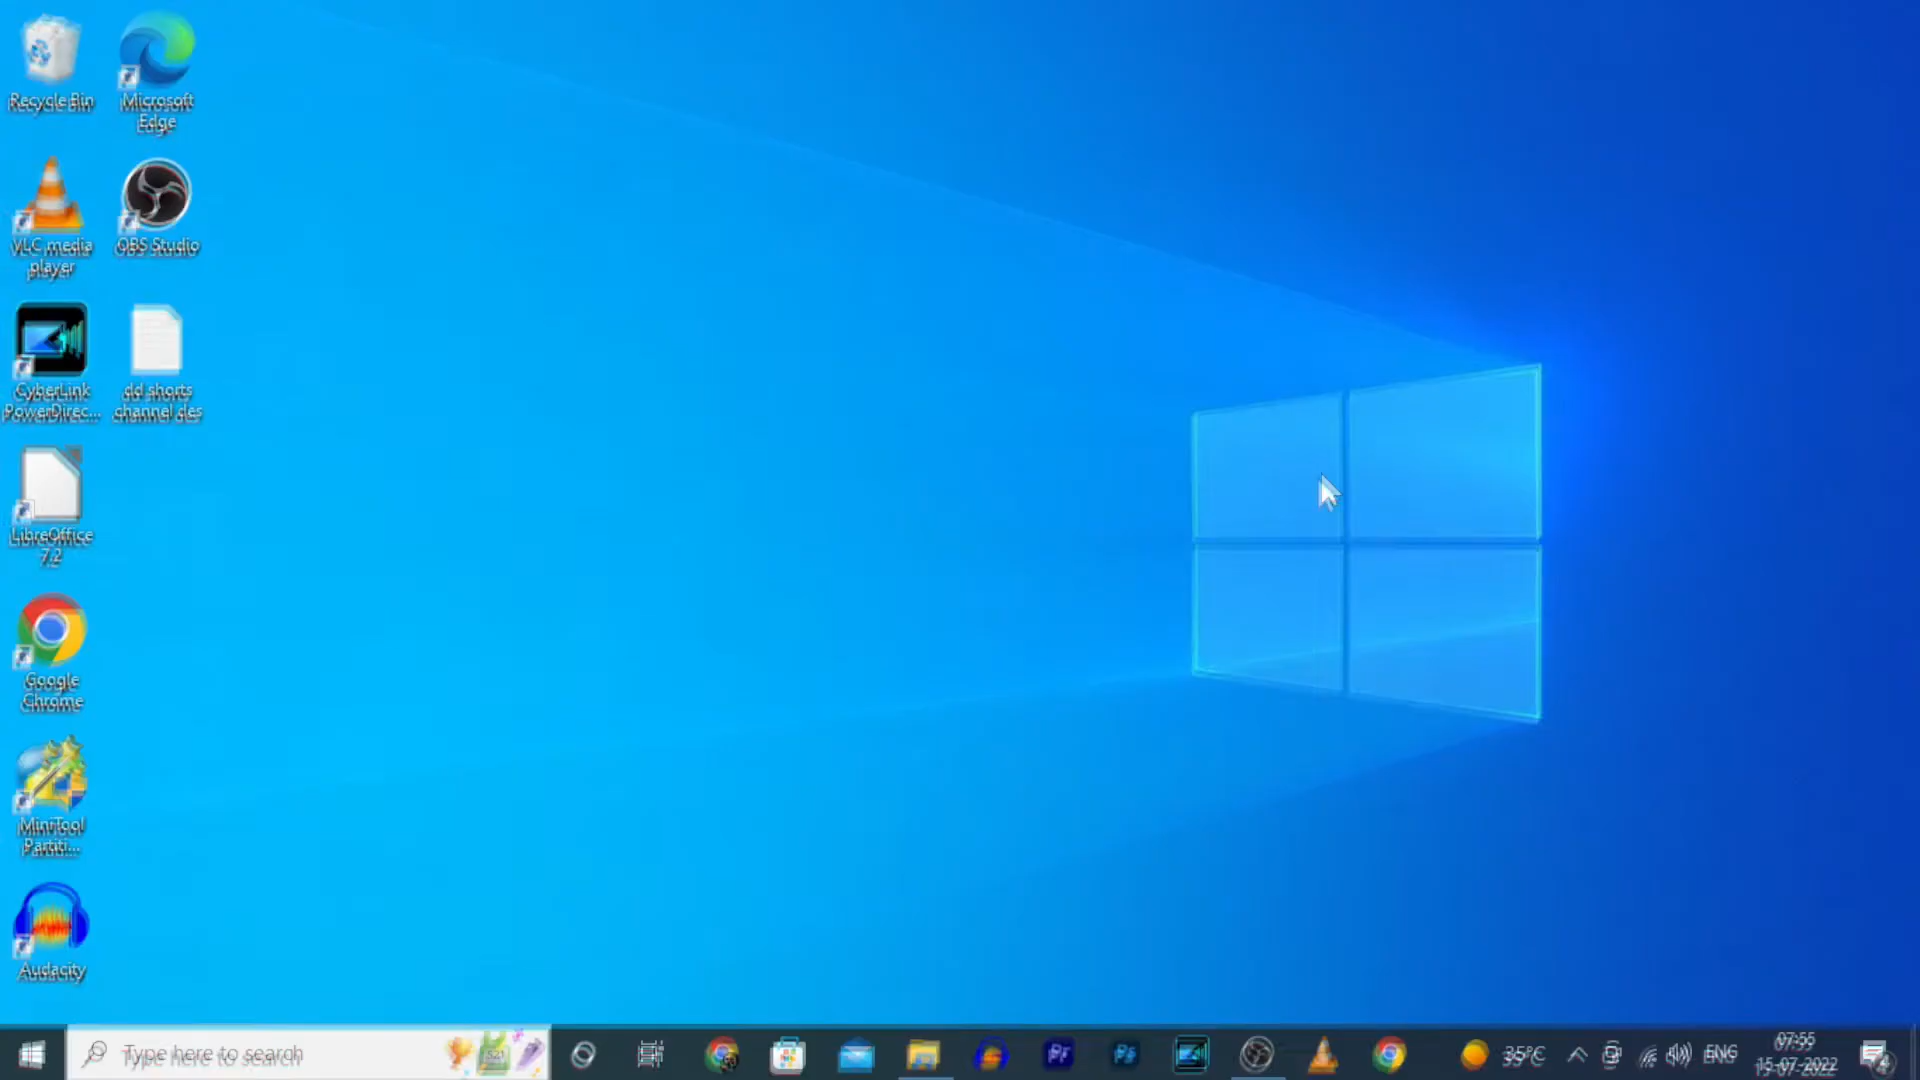 Recycle Bin
Microsoft
Edge
VLC media
player
OBS Studio
CyberLink
PowerDirec...
dd shorts
channel des
LibreOffice
7.2
Google
Chrome
MiniTool
Partiti...
Audacity
Type here to search
35°C
ENG
07:55
15-07-2022